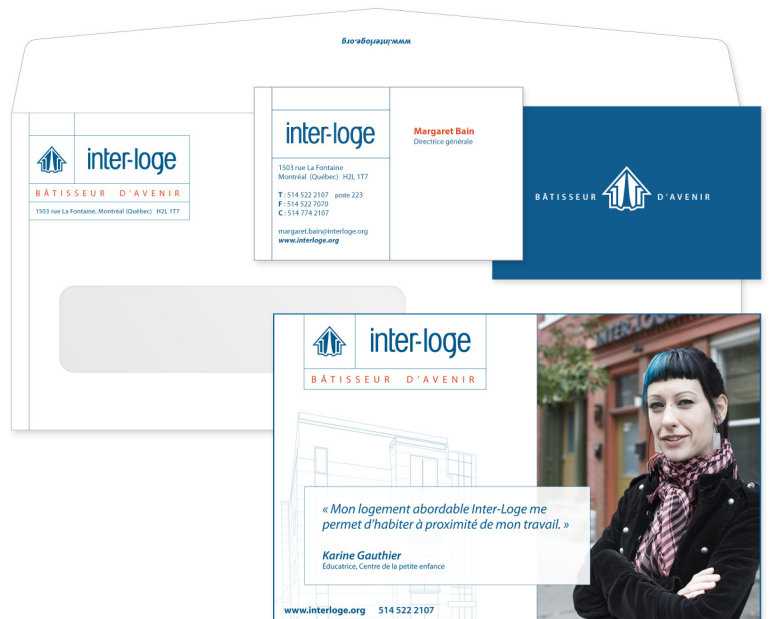 www.interloge.org
inter-loge
BÂTISSEUR D'AVENIR
1503 rue La Fontaine, Montréal (Québec) H2L 1T7
inter-loge
1503 rue La Fontaine
Montréal (Québec) H2L 1T7
T : 514 522 2107 poste 223
F : 514 522 7070
C : 514 774 2107
margaret.bain@interloge.org
www.interloge.org
Margaret Bain
Directrice générale
BÂTISSEUR D'AVENIR
inter-loge
BÂTISSEUR D'AVENIR
« Mon logement abordable Inter-Loge me
permet d'habiter à proximité de mon travail. »
Karine Gauthier
Éducatrice, Centre de la petite enfance
www.interloge.org 514 522 2107